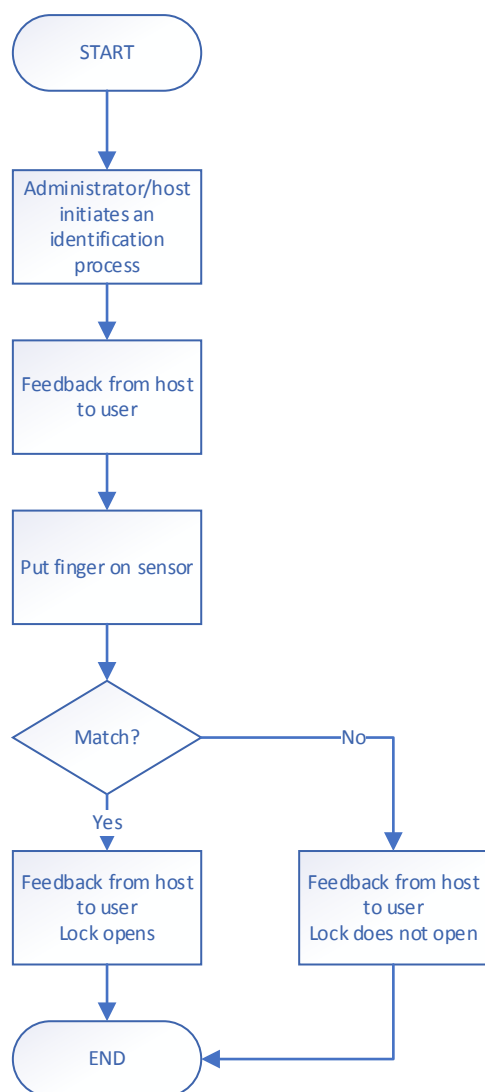 START
Administrator/host
initiates an
identification
process
Feedback from host
to user
Put finger on sensor
Match?
No
Yes
Feedback from host
to user
Lock opens
Feedback from host
to user
Lock does not open
END